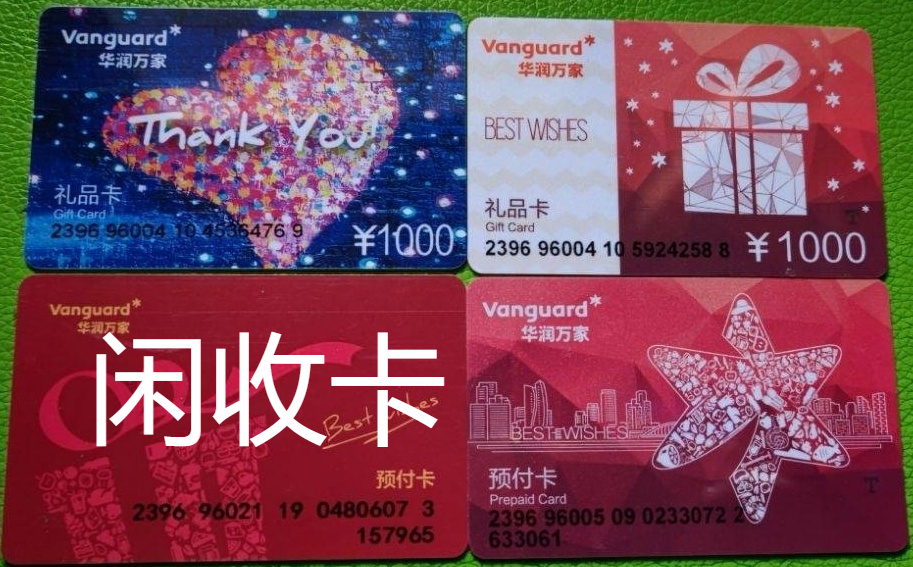 Vanguard*
华润万家
Thank You!
礼品卡
Gift Card
2396 96004 10 4536476 9
¥1000
Vanguard*
华润万家
BEST WISHES
礼品卡
Gift Card
2396 96004 10 5924258 8
¥1000
T*
Vanguard*
华润万家
闲收卡
Best Wishes
预付卡
2396 96021 19 0480607 3
157965
Vanguard*
华润万家
BEST WISHES
预付卡
Prepaid Card
T
2396 96005 09 0233072 2
633061